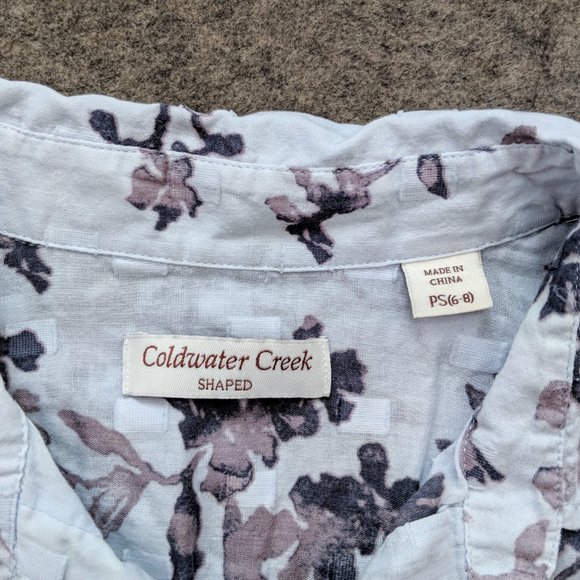 Coldwater Creek
SHAPED
MADE IN
CHINA
PS(6-8)